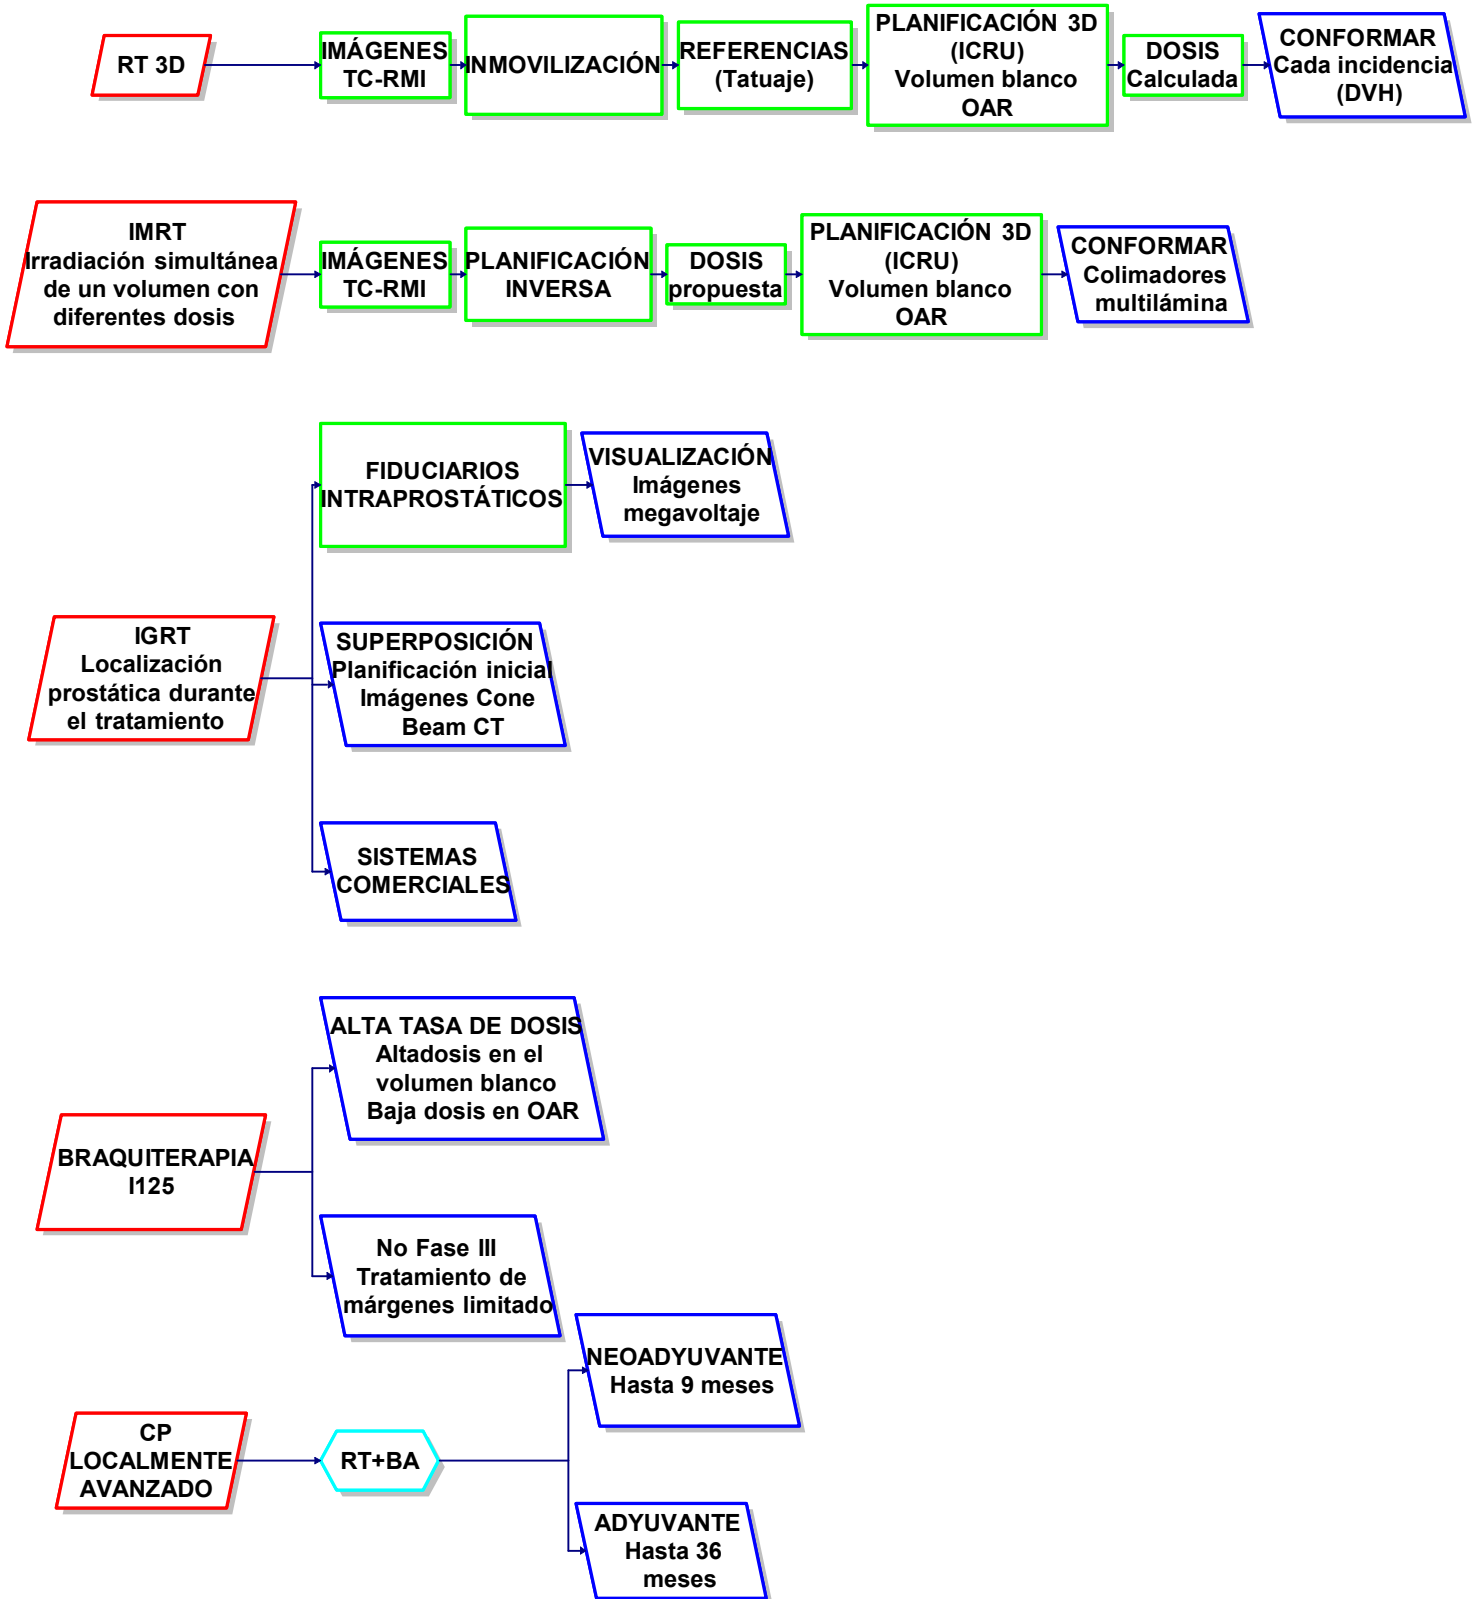 RT 3D
IMÁGENES
TC-RMI
INMOVILIZACIÓN
REFERENCIAS
(Tatuaje)
PLANIFICACIÓN 3D
(ICRU)
Volumen blanco
OAR
DOSIS
Calculada
CONFORMAR
Cada incidencia
(DVH)
IMRT
Irradiación simultánea
de un volumen con
diferentes dosis
IMÁGENES
TC-RMI
PLANIFICACIÓN
INVERSA
DOSIS
propuesta
PLANIFICACIÓN 3D
(ICRU)
Volumen blanco
OAR
CONFORMAR
Colimadores
multilámina
IGRT
Localización
prostática durante
el tratamiento
FIDUCIARIOS
INTRAPROSTÁTICOS
VISUALIZACIÓN
Imágenes
megavoltaje
SUPERPOSICIÓN
Planificación inicial
Imágenes Cone
Beam CT
SISTEMAS
COMERCIALES
BRAQUITERAPIA
I125
ALTA TASA DE DOSIS
Altadosis en el
volumen blanco
Baja dosis en OAR
No Fase III
Tratamiento de
márgenes limitado
CP
LOCALMENTE
AVANZADO
RT+BA
NEOADYUVANTE
Hasta 9 meses
ADYUVANTE
Hasta 36
meses